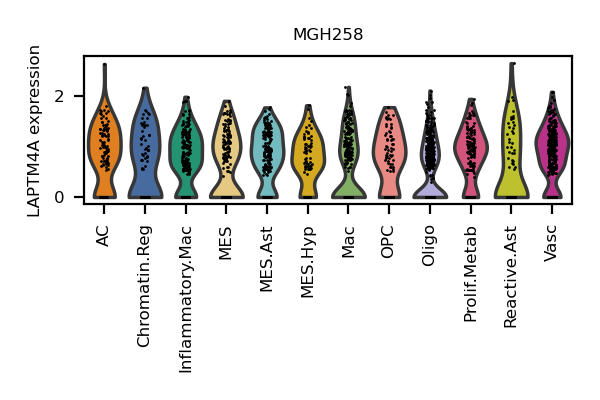 MGH258
LAPTM4A expression
2
0
AC
Chromatin.Reg
Inflammatory.Mac
MES
MES.Ast
MES.Hyp
Mac
OPC
Oligo
Prolif.Metab
Reactive.Ast
Vasc